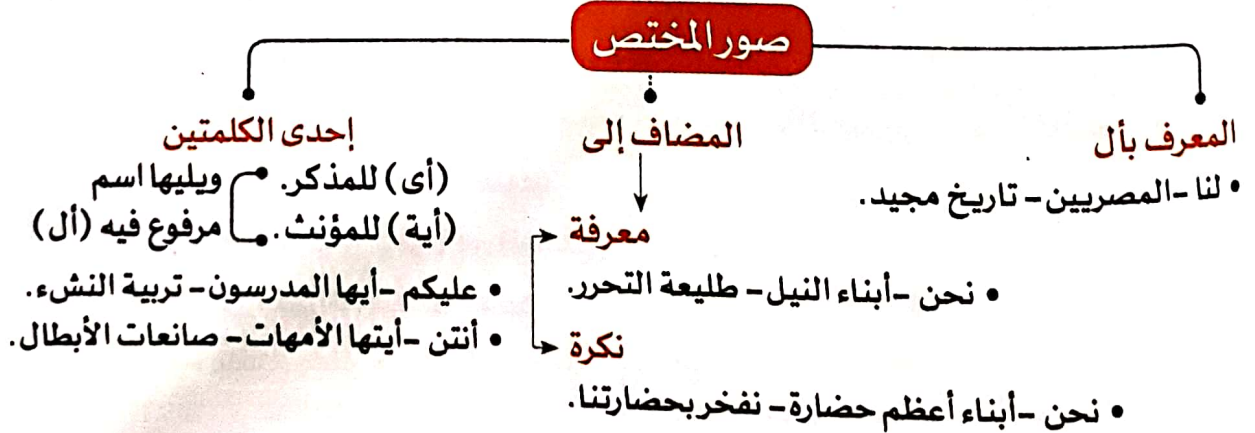 صور المختص
المعرف بأل
• لنا -المصريين- تاريخ مجيد.
المضاف إلى
معرفة
• نحن -أبناء النيل- طليعة التحرر.
نكرة
• نحن -أبناء أعظم حضارة- نفخر بحضارتنا.
إحدى الكلمتين
(أى) للمذكر.
(أية) للمؤنث.
ويليها اسم
مرفوع فيه (أل)
• عليكم -أيها المدرسون- تربية النشء.
• أنتن -أيتها الأمهات- صانعات الأبطال.